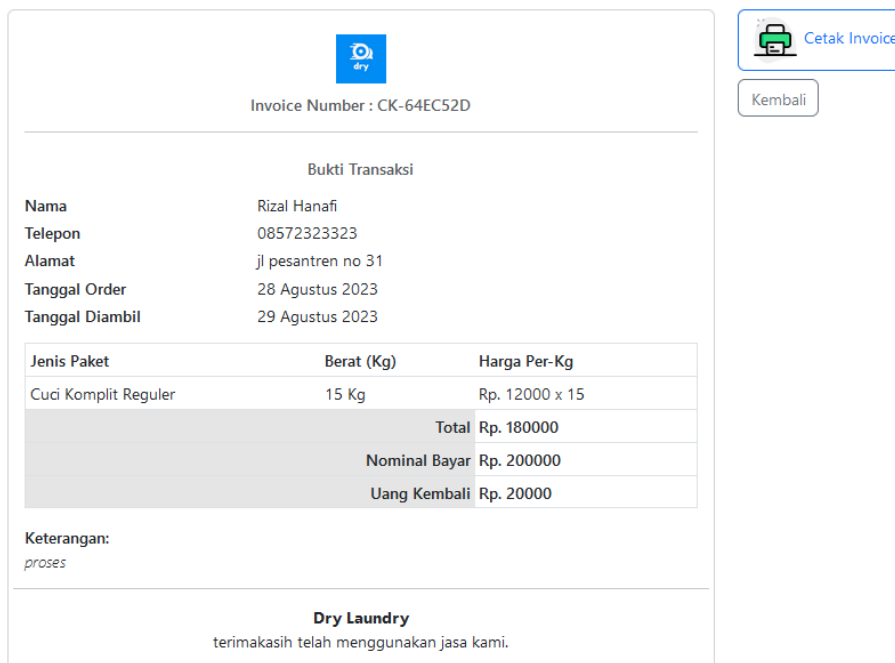 dry
Cetak Invoice
Invoice Number : CK-64EC52D
Kembali
Bukti Transaksi
Nama Rizal Hanafi
Telepon 08572323323
Alamat jl pesantren no 31
Tanggal Order 28 Agustus 2023
Tanggal Diambil 29 Agustus 2023
Jenis Paket Berat (Kg) Harga Per-Kg
Cuci Komplit Reguler 15 Kg Rp. 12000 x 15
Total Rp. 180000
Nominal Bayar Rp. 200000
Uang Kembali Rp. 20000
Keterangan:
proses
Dry Laundry
terimakasih telah menggunakan jasa kami.